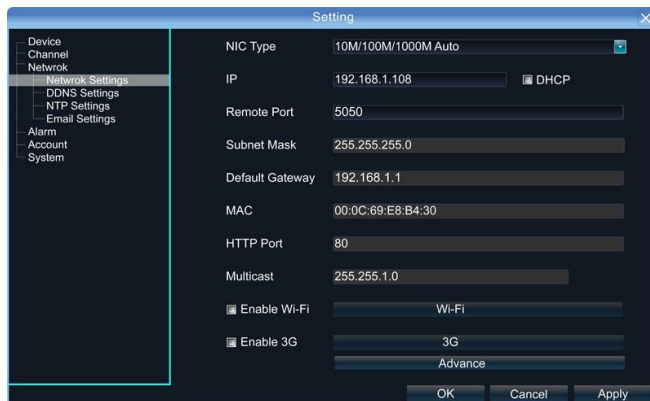 Setting
Device
Channel
Netwrok
Netwrok Settings
DDNS Settings
NTP Settings
Email Settings
Alarm
Account
System
NIC Type 10M/100M/1000M Auto
IP 192.168.1.108 DHCP
Remote Port 5050
Subnet Mask 255.255.255.0
Default Gateway 192.168.1.1
MAC 00:0C:69:E8:B4:30
HTTP Port 80
Multicast 255.255.1.0
Enable Wi-Fi Wi-Fi
Enable 3G 3G
Advance
OK Cancel Apply